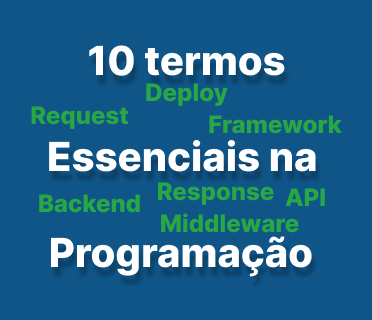 10 termos
Deploy
Request
Framework
Essenciais na
Response
API
Backend
Middleware
Programação